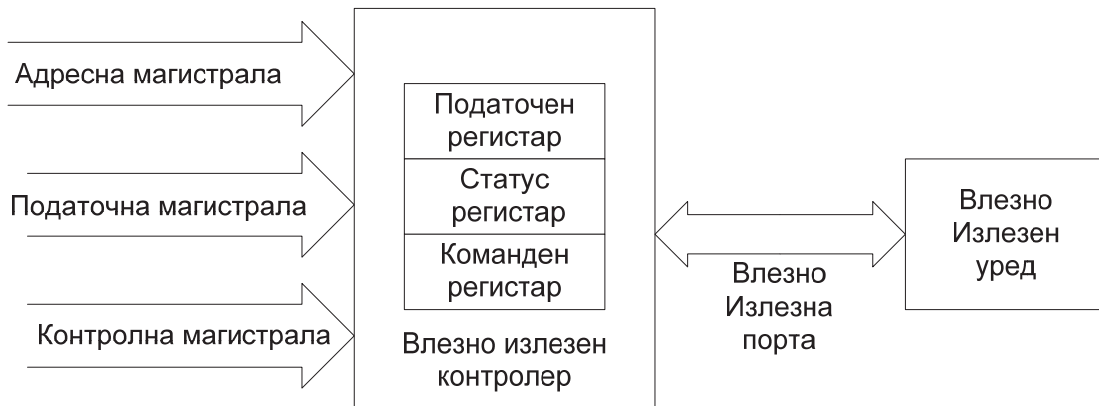 Адресна магистрала
Податочна магистрала
Контролна магистрала
Податочен
регистар
Статус
регистар
Команден
регистар
Влезно излезен
контролер
Влезно
Излезна
порта
Влезно
Излезен
уред